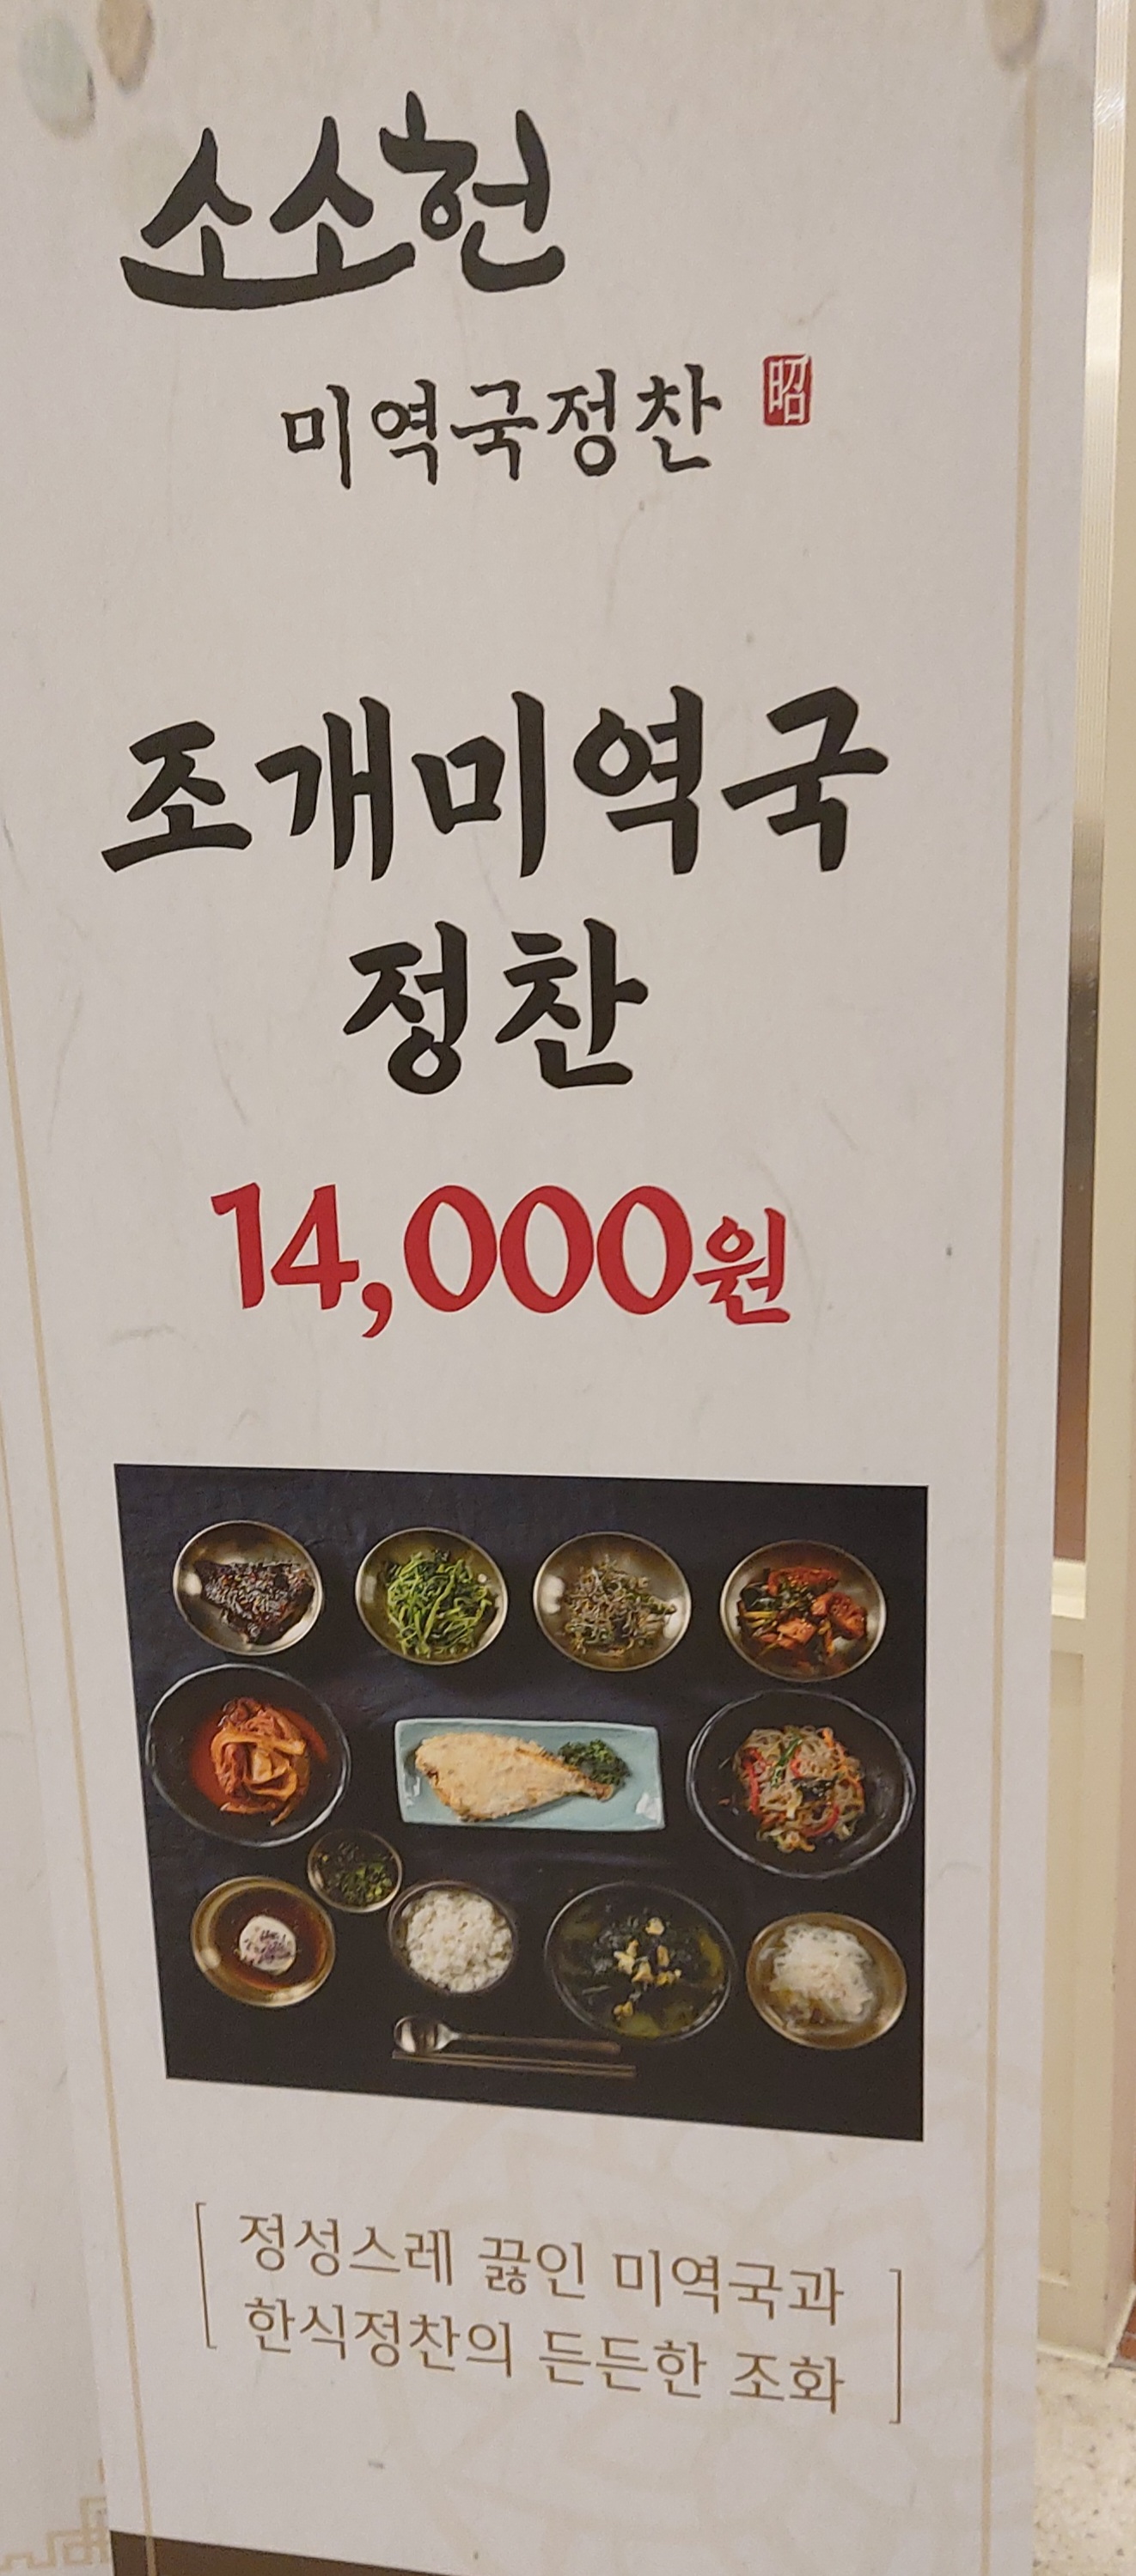 소소헌
미역국정찬 昭
조개미역국
정찬
14,000원
정성스레 끓인 미역국과
한식정찬의 든든한 조화